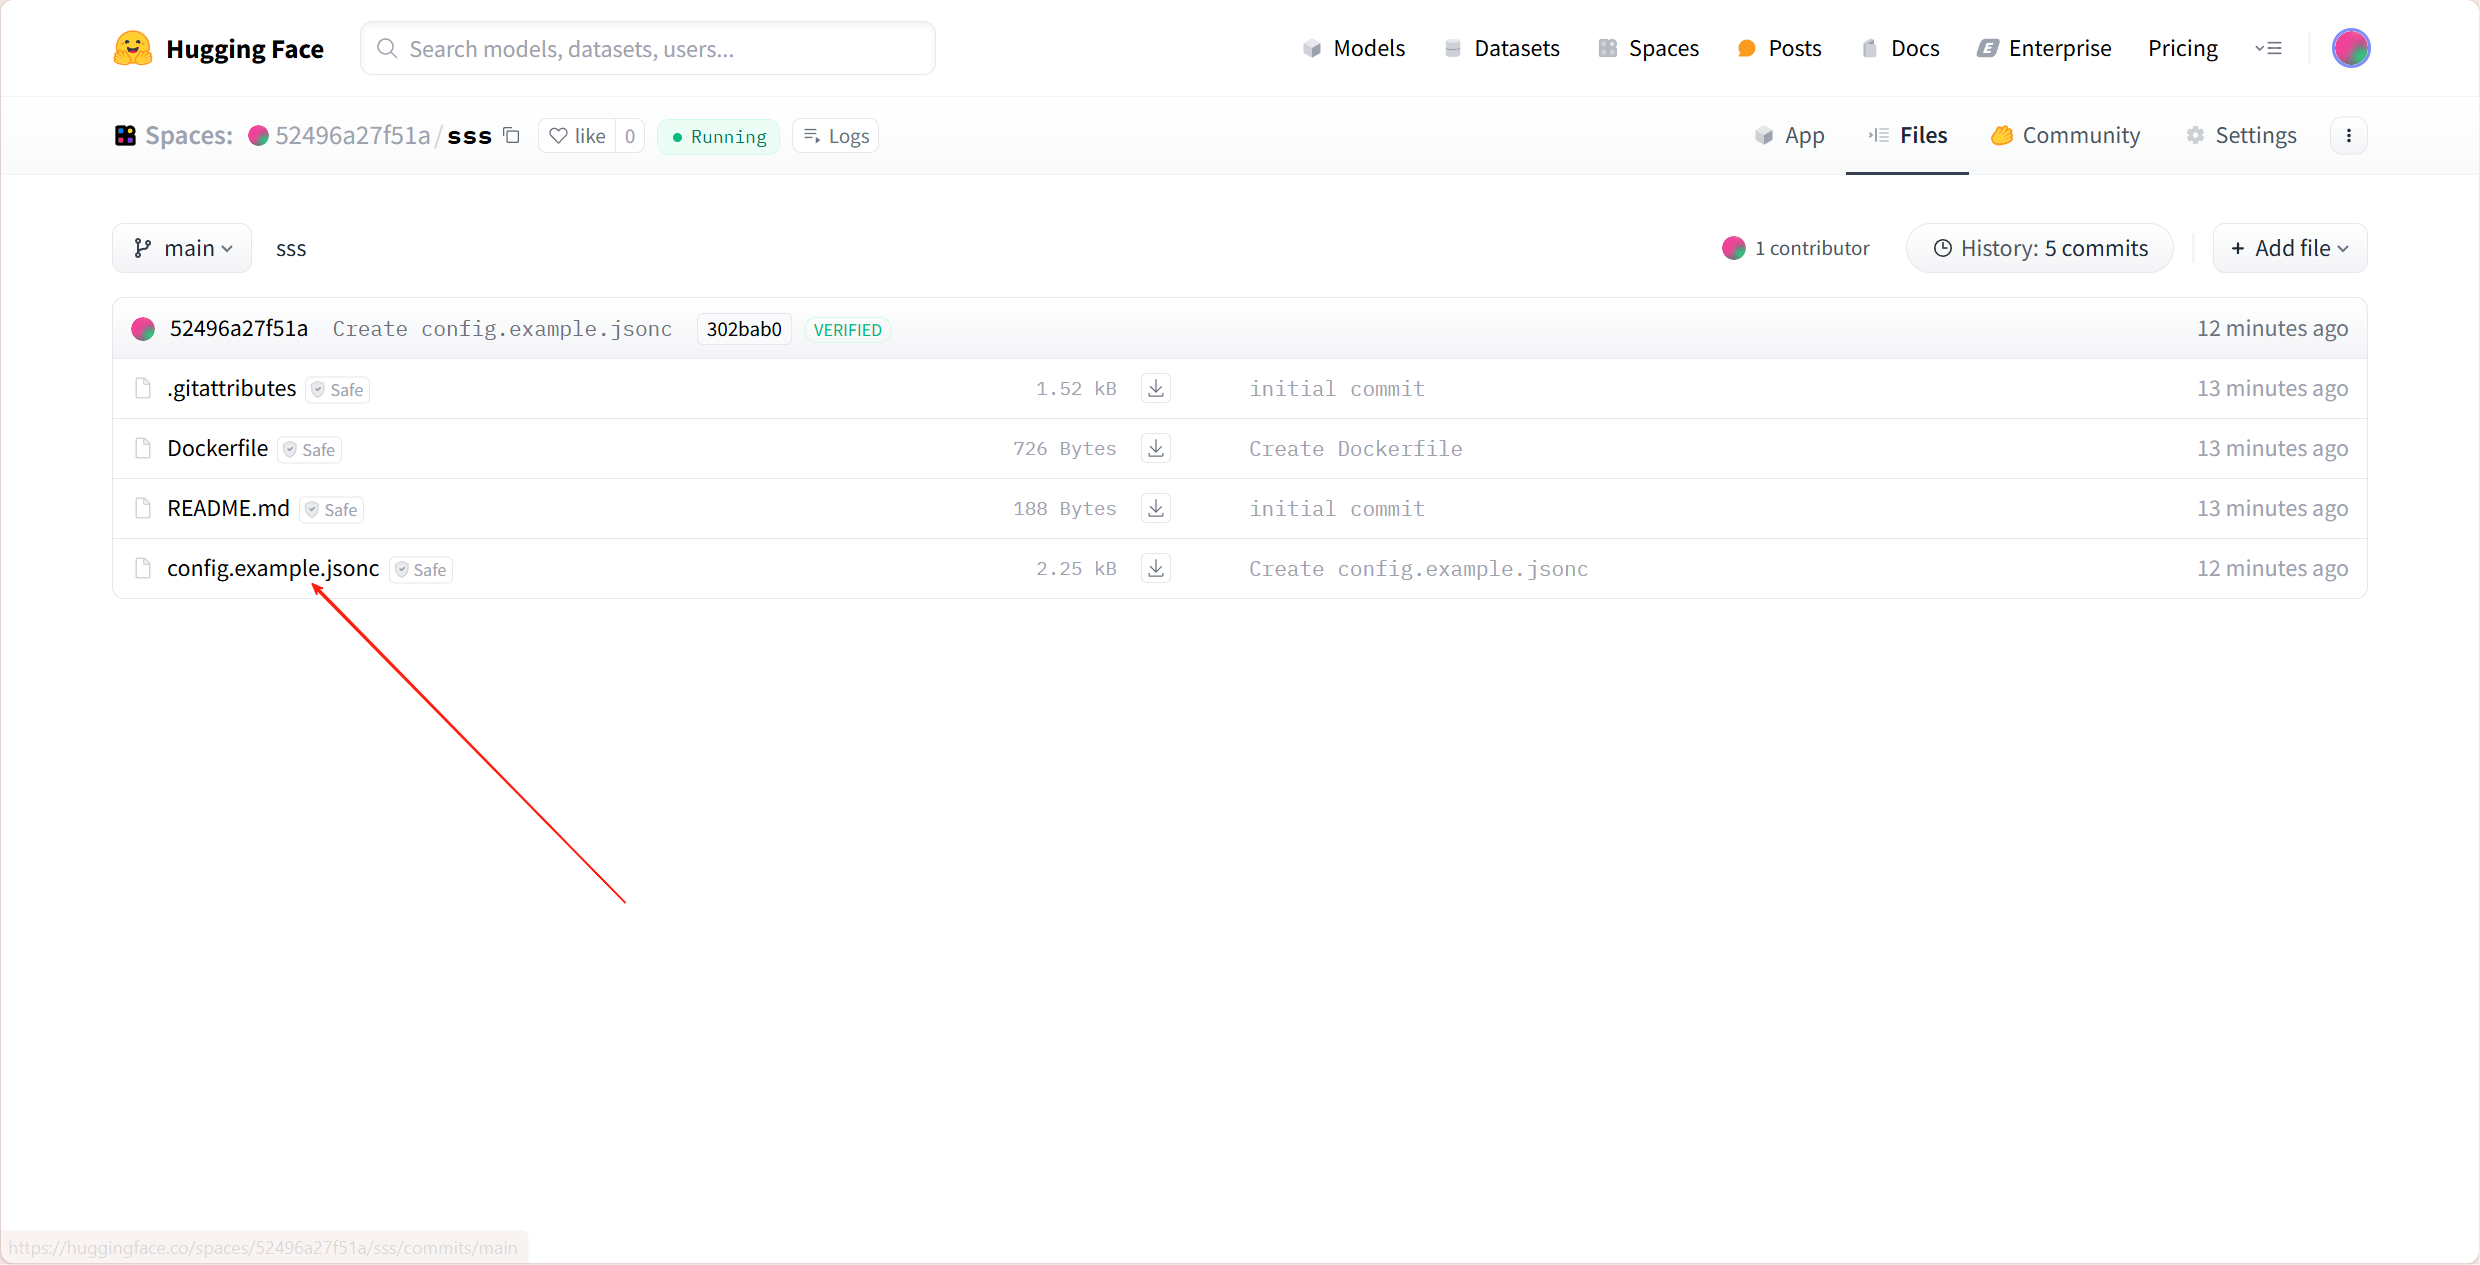 Hugging Face Search models, datasets, users... Models Datasets Spaces Posts Docs Enterprise Pricing
Spaces: 52496a27f51a/sss like 0 Running Logs App Files Community Settings
main sss 1 contributor History: 5 commits + Add file
52496a27f51a Create config.example.jsonc 302bab0 VERIFIED 12 minutes ago
.gitattributes Safe 1.52 kB initial commit 13 minutes ago
Dockerfile Safe 726 Bytes Create Dockerfile 13 minutes ago
README.md Safe 188 Bytes initial commit 13 minutes ago
config.example.jsonc Safe 2.25 kB Create config.example.jsonc 12 minutes ago
https://huggingface.co/spaces/52496a27f51a/sss/commits/main